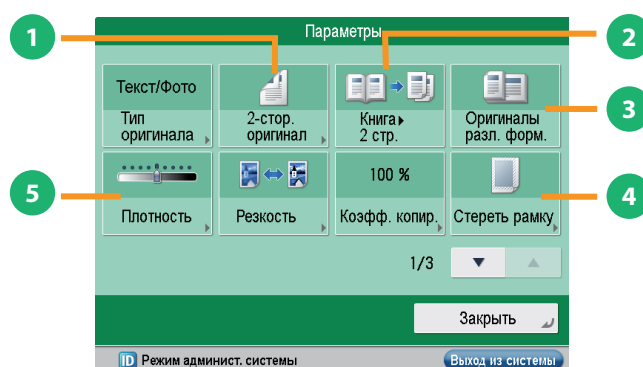 Параметры
1
2
3
4
5
Текст/Фото
Тип
оригинала
2-стор.
оригинал
Книга▸
2 стр.
Оригиналы
разл. форм.
Плотность
Резкость
100 %
Коэфф. копир.
Стереть рамку
1/3
Закрыть
ID Режим админист. системы
Выход из системы